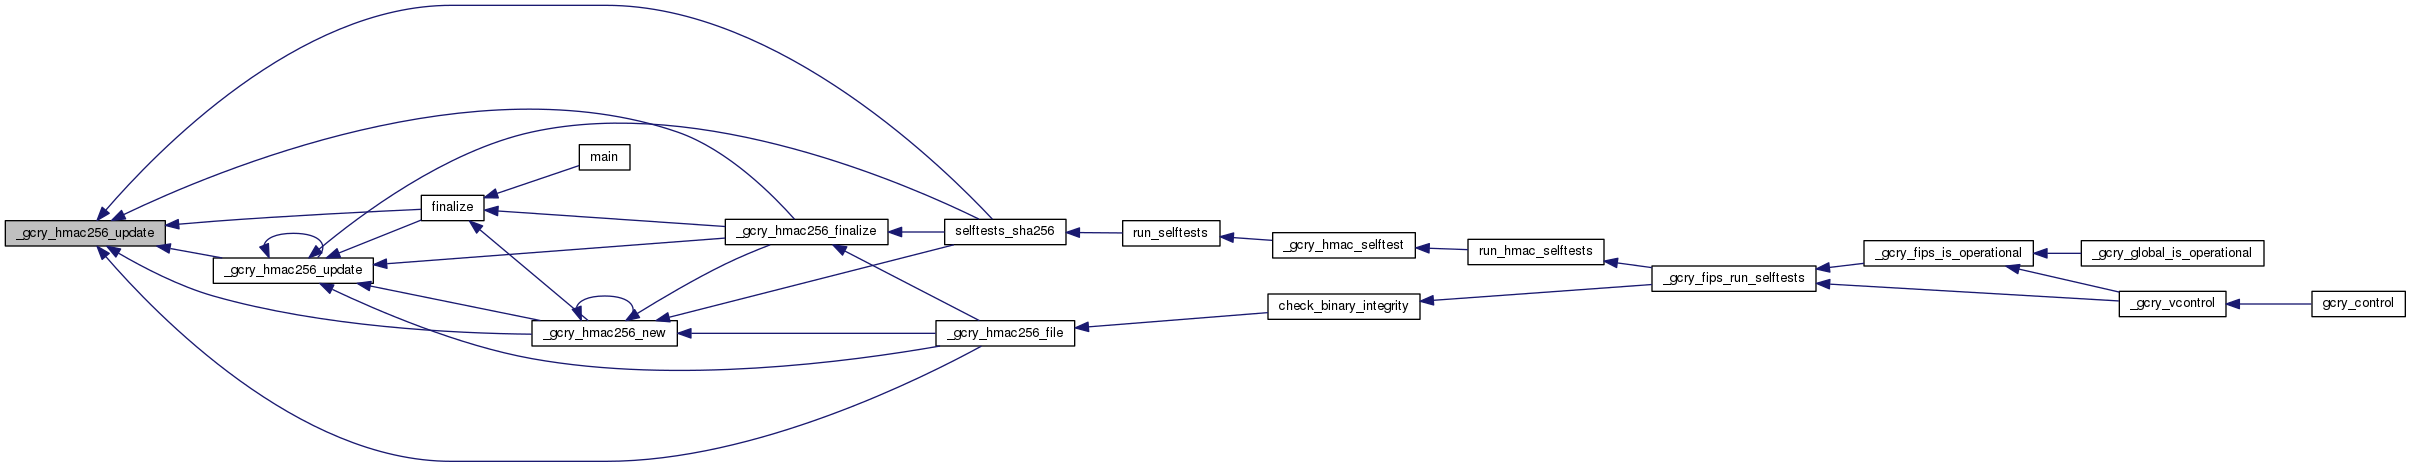 _gcry_hmac256_update
_gcry_hmac256_update
finalize
main
_gcry_hmac256_new
_gcry_hmac256_finalize
selftests_sha256
_gcry_hmac256_file
run_selftests
_gcry_hmac_selftest
check_binary_integrity
run_hmac_selftests
_gcry_fips_run_selftests
_gcry_fips_is_operational
_gcry_global_is_operational
_gcry_vcontrol
gcry_control